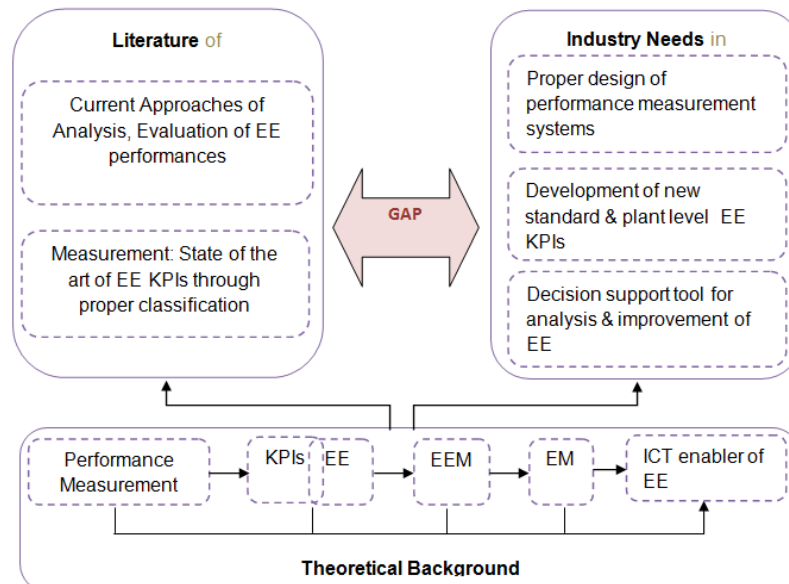 Literature of
Current Approaches of
Analysis, Evaluation of EE
performances
Measurement: State of the
art of EE KPIs through
proper classification
GAP
Industry Needs in
Proper design of
performance measurement
systems
Development of new
standard & plant level EE
KPIs
Decision support tool for
analysis & improvement of
EE
Performance
Measurement
KPIs
EE
EEM
EM
ICT enabler of
EE
Theoretical Background